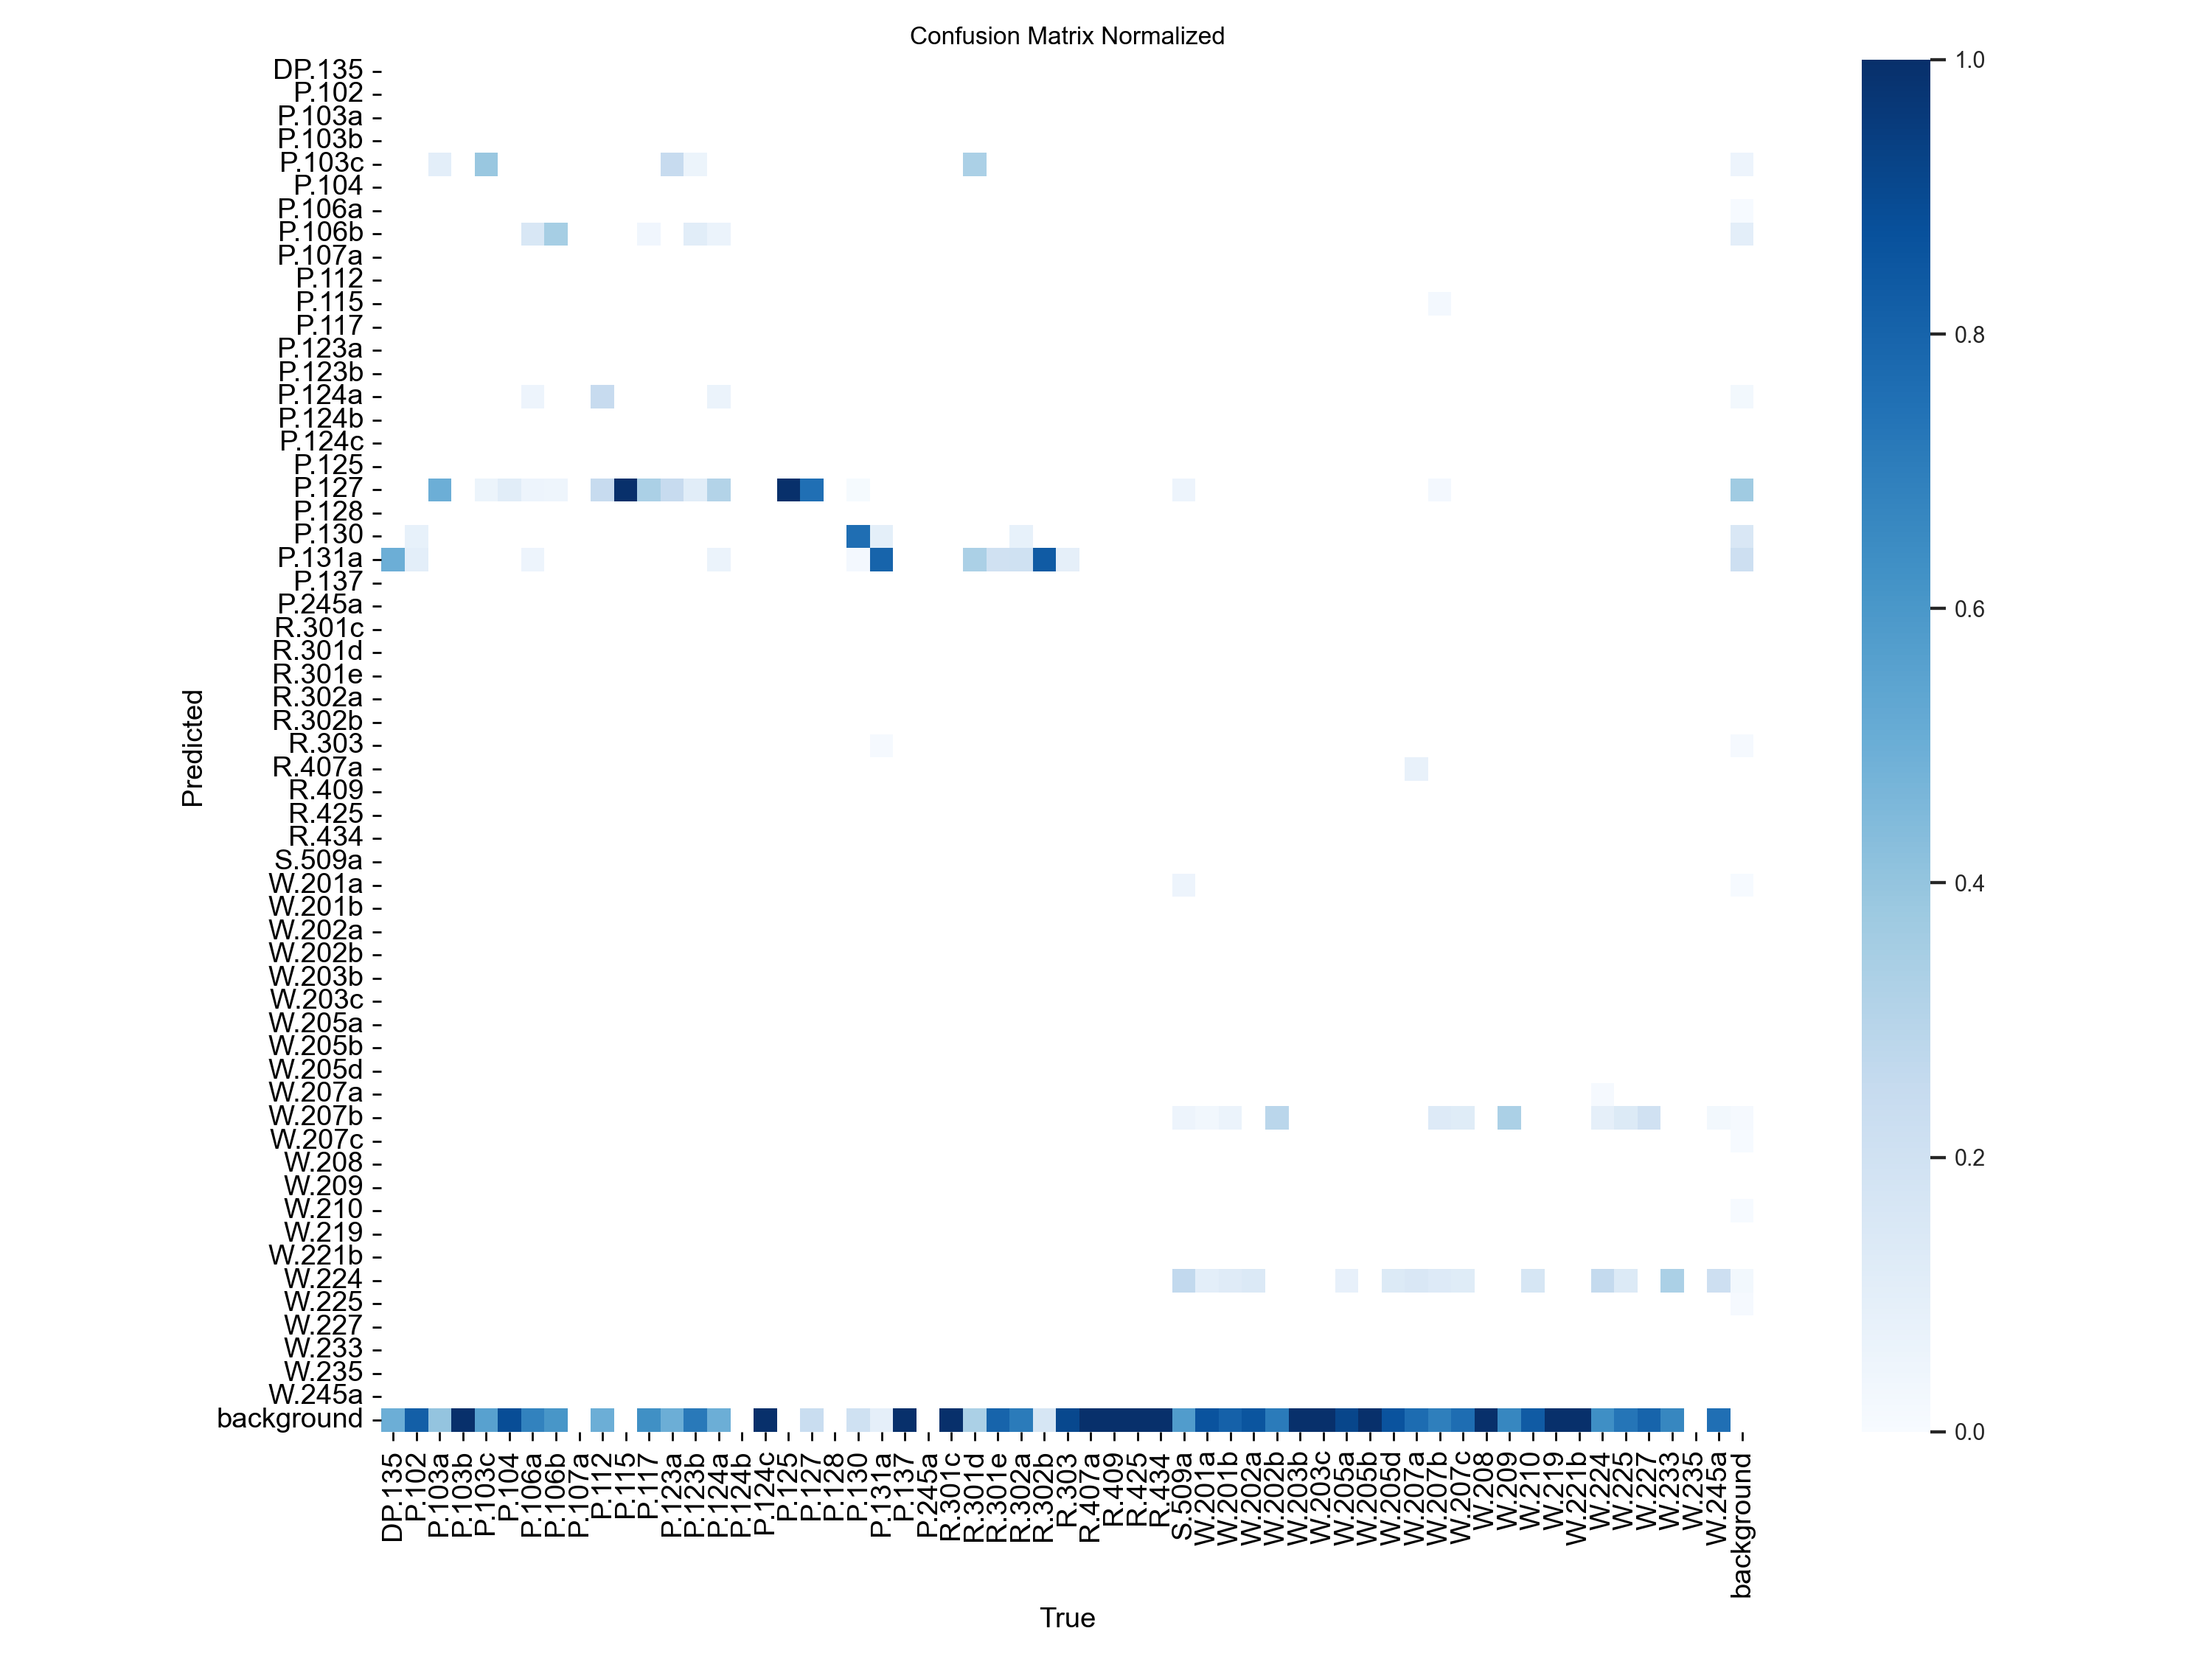 Confusion Matrix Normalized
DP.135
P.102
P.103a
P.103b
P.103c
P.104
P.106a
P.106b
P.107a
P.112
P.115
P.117
P.123a
P.123b
P.124a
P.124b
P.124c
P.125
P.127
P.128
P.130
P.131a
P.137
P.245a
R.301c
R.301d
R.301e
R.302a
R.302b
R.303
R.407a
R.409
R.425
R.434
S.509a
W.201a
W.201b
W.202a
W.202b
W.203b
W.203c
W.205a
W.205b
W.205d
W.207a
W.207b
W.207c
W.208
W.209
W.210
W.219
W.221b
W.224
W.225
W.227
W.233
W.235
W.245a
background
Predicted
DP.135
P.102
P.103a
P.103b
P.103c
P.104
P.106a
P.106b
P.107a
P.112
P.115
P.117
P.123a
P.123b
P.124a
P.124b
P.124c
P.125
P.127
P.128
P.130
P.131a
P.137
P.245a
R.301c
R.301d
R.301e
R.302a
R.302b
R.303
R.407a
R.409
R.425
R.434
S.509a
W.201a
W.201b
W.202a
W.202b
W.203b
W.203c
W.205a
W.205b
W.205d
W.207a
W.207b
W.207c
W.208
W.209
W.210
W.219
W.221b
W.224
W.225
W.227
W.233
W.235
W.245a
background
True
1.0
0.8
0.6
0.4
0.2
0.0